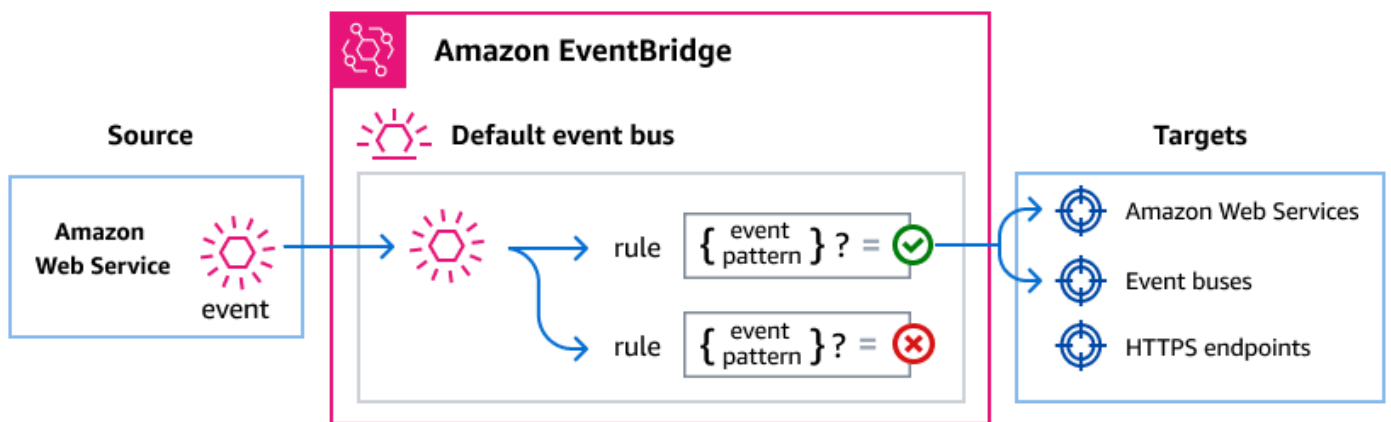 Amazon EventBridge
Source
Default event bus
Targets
Amazon
Web Service
event
rule { event pattern } ? =
rule { event pattern } ? =
Amazon Web Services
Event buses
HTTPS endpoints